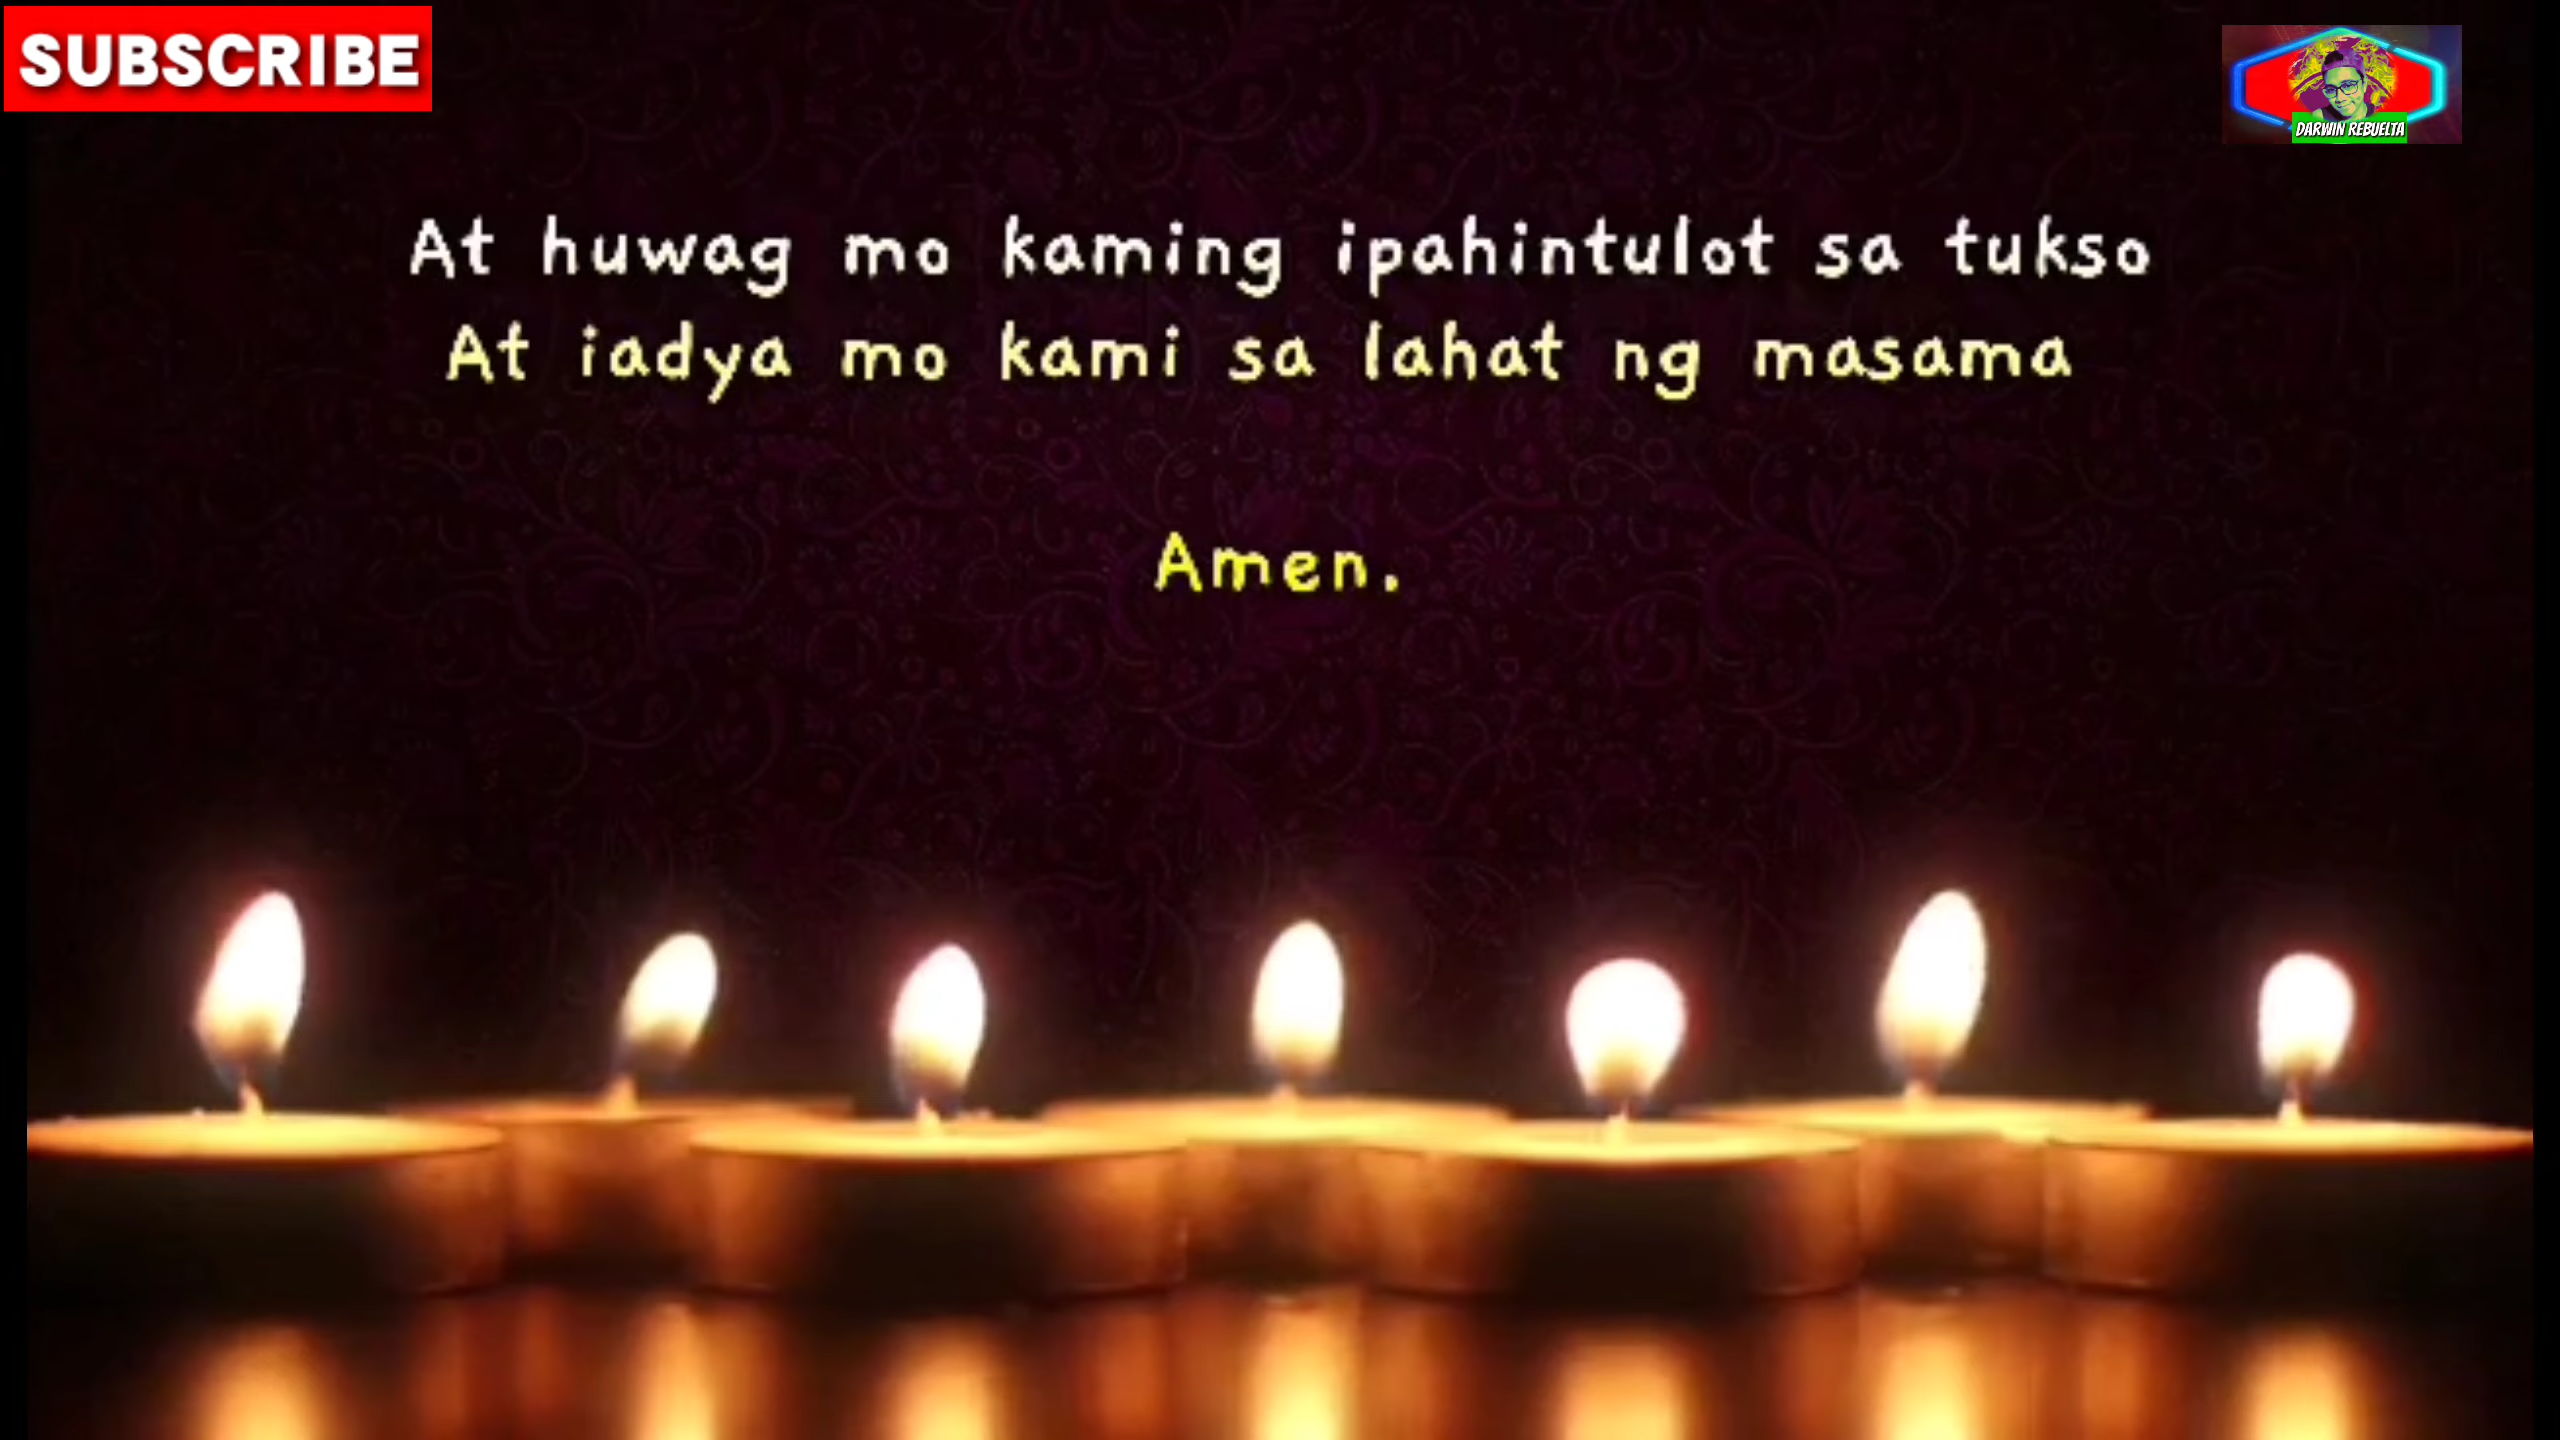 SUBSCRIBE
DARWIN REBUELTA
At huwag mo kaming ipahintulot sa tukso
At iadya mo kami sa lahat ng masama
Amen.